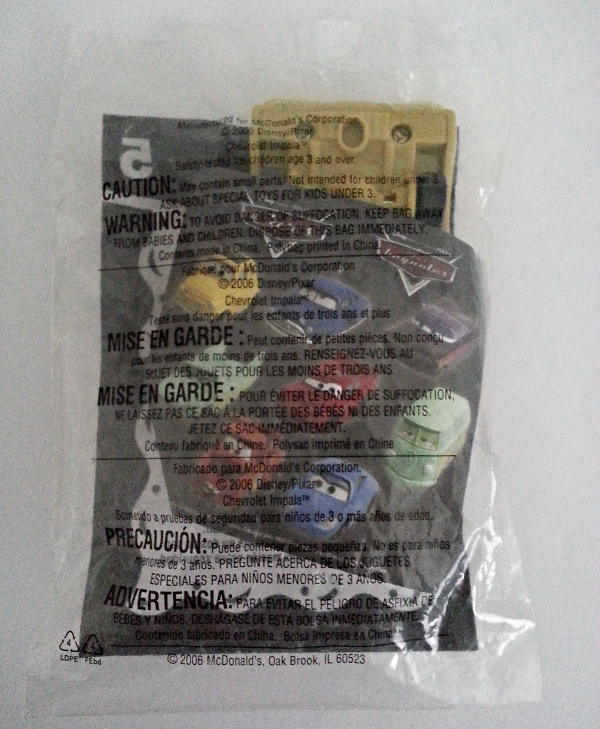 Manufactured for McDonald's Corporation.
© 2006 Disney/Pixar
Chevrolet Impala™
Safety-tested for children age 3 and over.
CAUTION: May contain small parts. Not intended for children under 3.
ASK ABOUT SPECIAL TOYS FOR KIDS UNDER 3.
WARNING: TO AVOID DANGER OF SUFFOCATION, KEEP BAG AWAY
FROM BABIES AND CHILDREN. DISPOSE OF THIS BAG IMMEDIATELY.
Contents made in China. Polybag printed in China.
5
Juguetes
Fabriqué pour McDonald's Corporation
© 2006 Disney/Pixar
Chevrolet Impala™
Testé sans danger pour les enfants de trois ans et plus
MISE EN GARDE : Peut contenir de petites pièces. Non conçu
pour les enfants de moins de trois ans. RENSEIGNEZ-VOUS AU
SUJET DES JOUETS POUR LES MOINS DE TROIS ANS
MISE EN GARDE : POUR ÉVITER LE DANGER DE SUFFOCATION,
NE LAISSEZ PAS CE SAC À LA PORTÉE DES BÉBÉS NI DES ENFANTS.
JETEZ CE SAC IMMÉDIATEMENT.
Contenu fabriqué en Chine. Polysac imprimé en Chine
Fabricado para McDonald's Corporation.
© 2006 Disney/Pixar
Chevrolet Impala™
Sometido a pruebas de seguridad para niños de 3 o más años de edad.
PRECAUCIÓN: Puede contener piezas pequeñas. No es para niños
menores de 3 años. PREGUNTE ACERCA DE LOS JUGUETES
ESPECIALES PARA NIÑOS MENORES DE 3 AÑOS.
ADVERTENCIA: PARA EVITAR EL PELIGRO DE ASFIXIA DE
BEBÉS Y NIÑOS, DESHÁGASE DE ESTA BOLSA INMEDIATAMENTE.
Contenido fabricado en China. Bolsa impresa en China
4 4
LDPE PEbd
© 2006 McDonald's, Oak Brook, IL 60523